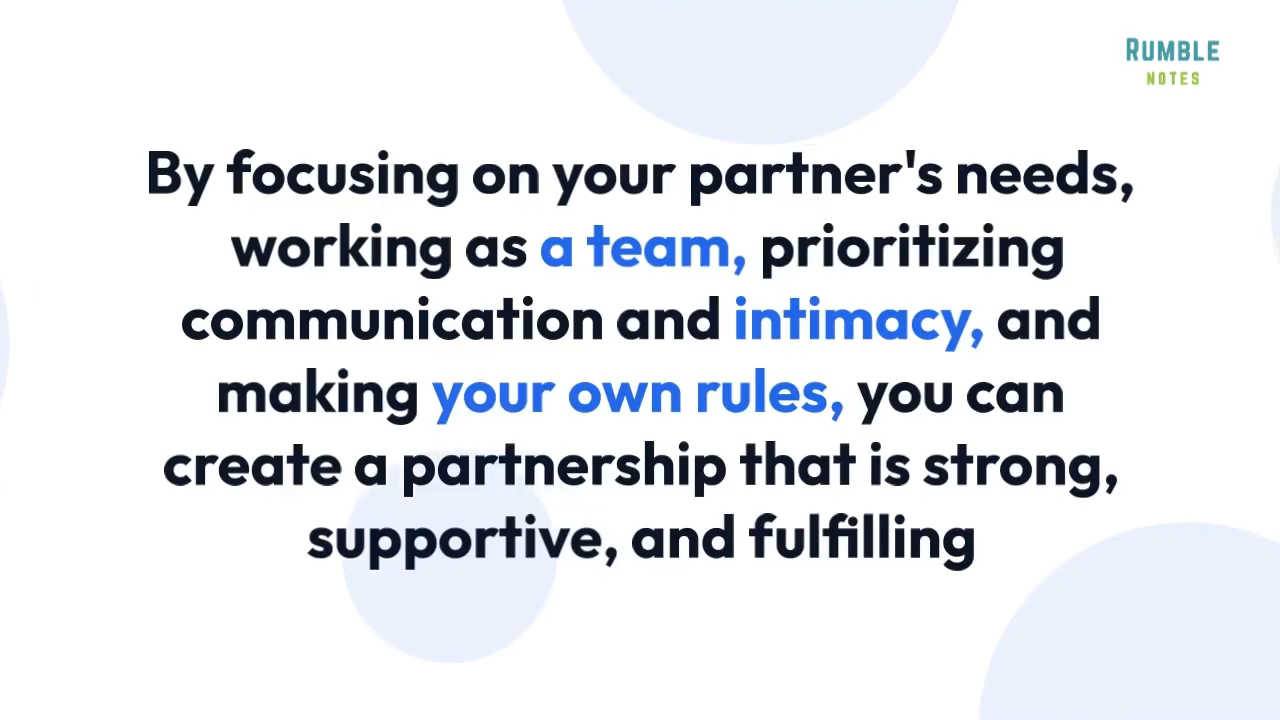 RUMBLE
NOTES
By focusing on your partner's needs,
working as a team, prioritizing
communication and intimacy, and
making your own rules, you can
create a partnership that is strong,
supportive, and fulfilling